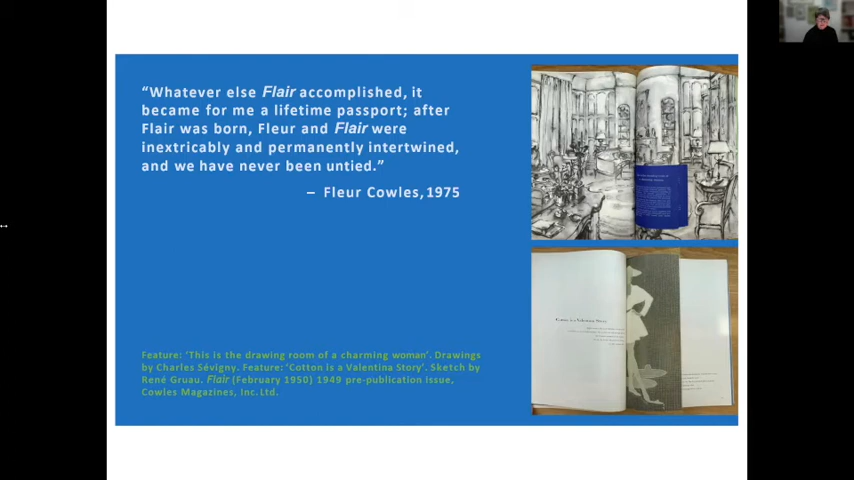 “Whatever else Flair accomplished, it
became for me a lifetime passport; after
Flair was born, Fleur and Flair were
inextricably and permanently intertwined,
and we have never been untied.”
– Fleur Cowles, 1975
Feature: ‘This is the drawing room of a charming woman’. Drawings
by Charles Sévigny. Feature: ‘Cotton is a Valentina Story’. Sketch by
René Gruau. Flair (February 1950) 1949 pre-publication Issue,
Cowles Magazines, Inc. Ltd.
Cotton is a Valentina Story